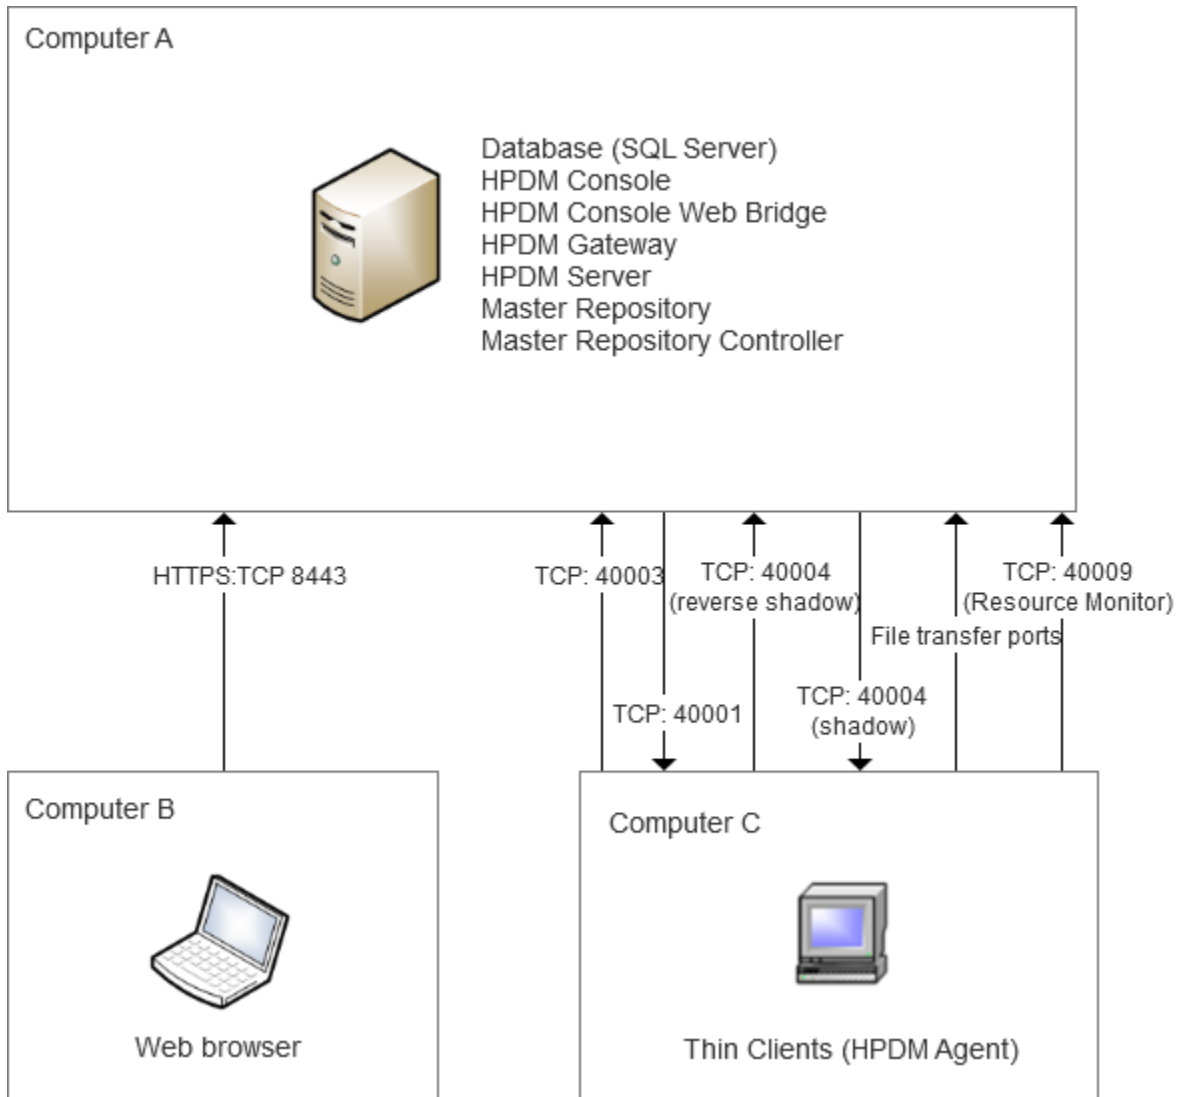 Computer A
Database (SQL Server)
HPDM Console
HPDM Console Web Bridge
HPDM Gateway
HPDM Server
Master Repository
Master Repository Controller
HTTPS:TCP 8443
TCP: 40003
TCP: 40001
TCP: 40004
(reverse shadow)
TCP: 40004
(shadow)
File transfer ports
TCP: 40009
(Resource Monitor)
Computer B
Web browser
Computer C
Thin Clients (HPDM Agent)